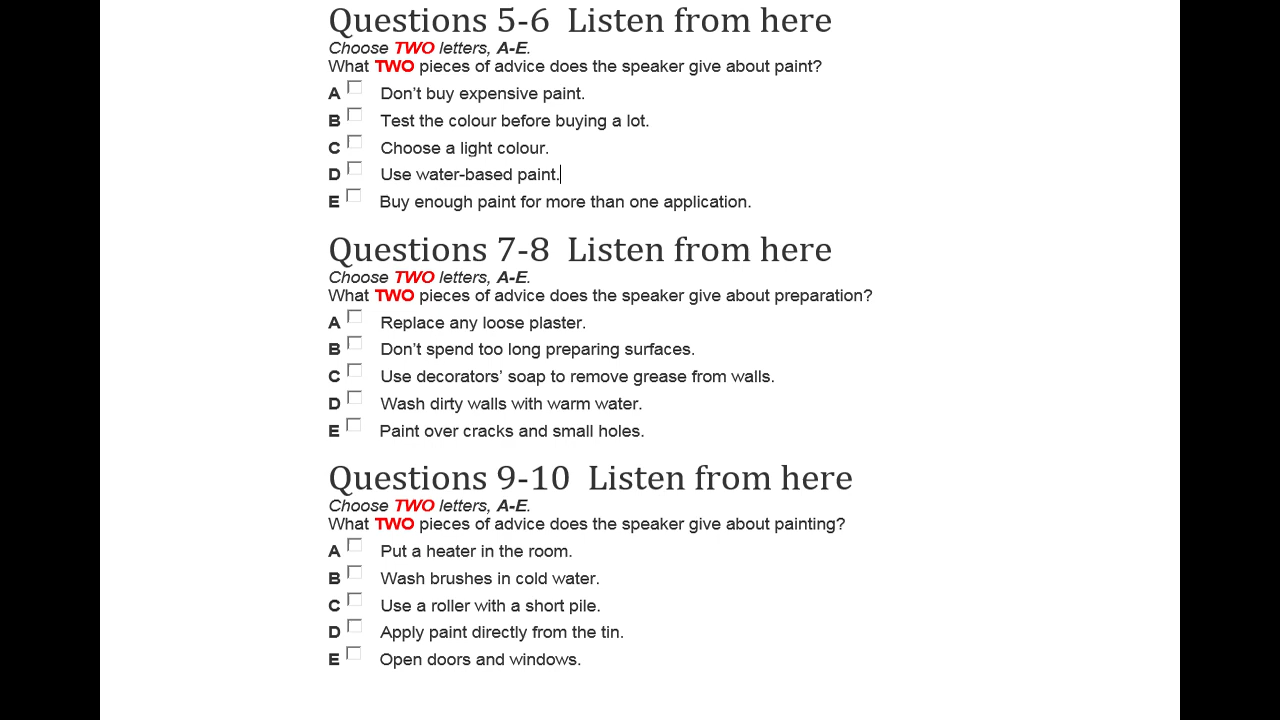 Questions 5-6  Listen from here
Choose TWO letters, A-E.
What TWO pieces of advice does the speaker give about paint?
A Don’t buy expensive paint.
B Test the colour before buying a lot.
C Choose a light colour.
D Use water-based paint.
E Buy enough paint for more than one application.
Questions 7-8  Listen from here
Choose TWO letters, A-E.
What TWO pieces of advice does the speaker give about preparation?
A Replace any loose plaster.
B Don’t spend too long preparing surfaces.
C Use decorators’ soap to remove grease from walls.
D Wash dirty walls with warm water.
E Paint over cracks and small holes.
Questions 9-10  Listen from here
Choose TWO letters, A-E.
What TWO pieces of advice does the speaker give about painting?
A Put a heater in the room.
B Wash brushes in cold water.
C Use a roller with a short pile.
D Apply paint directly from the tin.
E Open doors and windows.